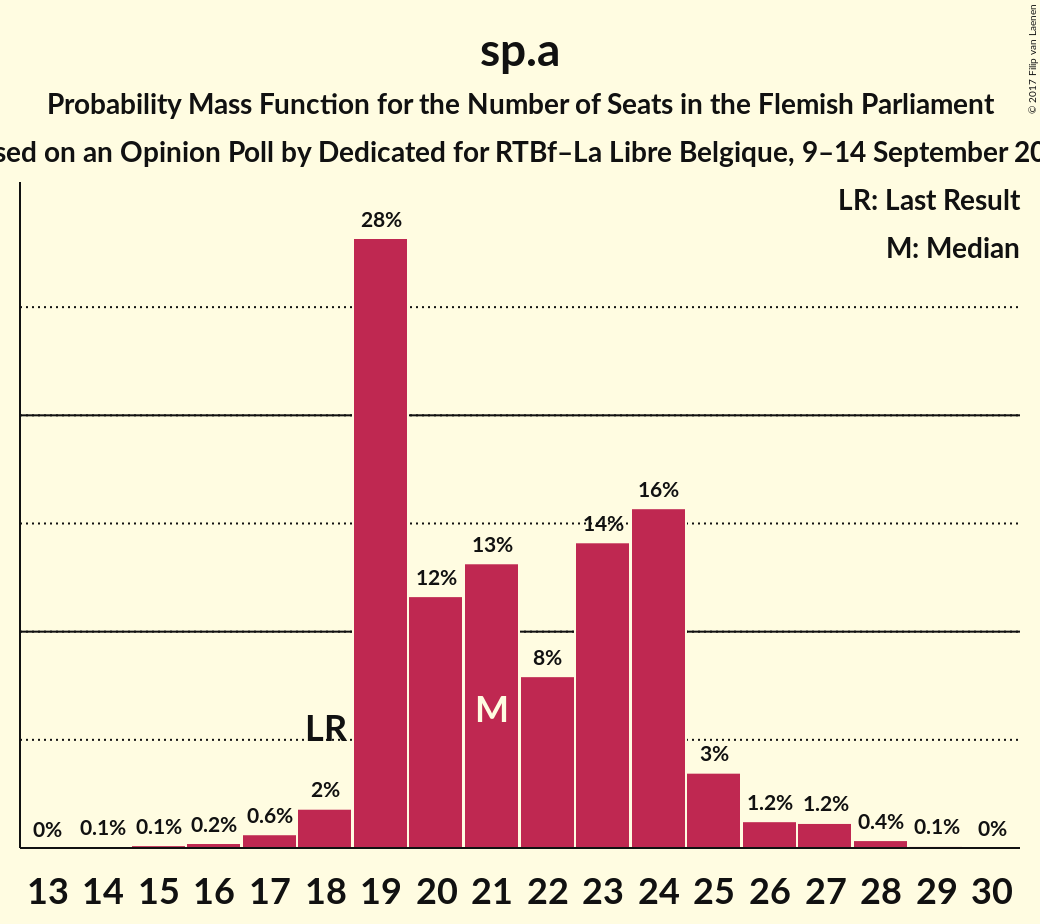 sp.a
Probability Mass Function for the Number of Seats in the Flemish Parliament
on an Opinion Poll by Dedicated for RTBf–La Libre Belgique, 9–14 September
© 2017 Filip van Laenen
LR: Last Result
M: Median
28%
16%
14%
13%
12%
8%
M
LR
3%
2%
1.2% 1.2%
0% 0.1% 0.1% 0.2% 0.6% 0.4% 0.1% 0%
13 14 15 16 17 18 19 20 21 22 23 24 25 26 27 28 29 30